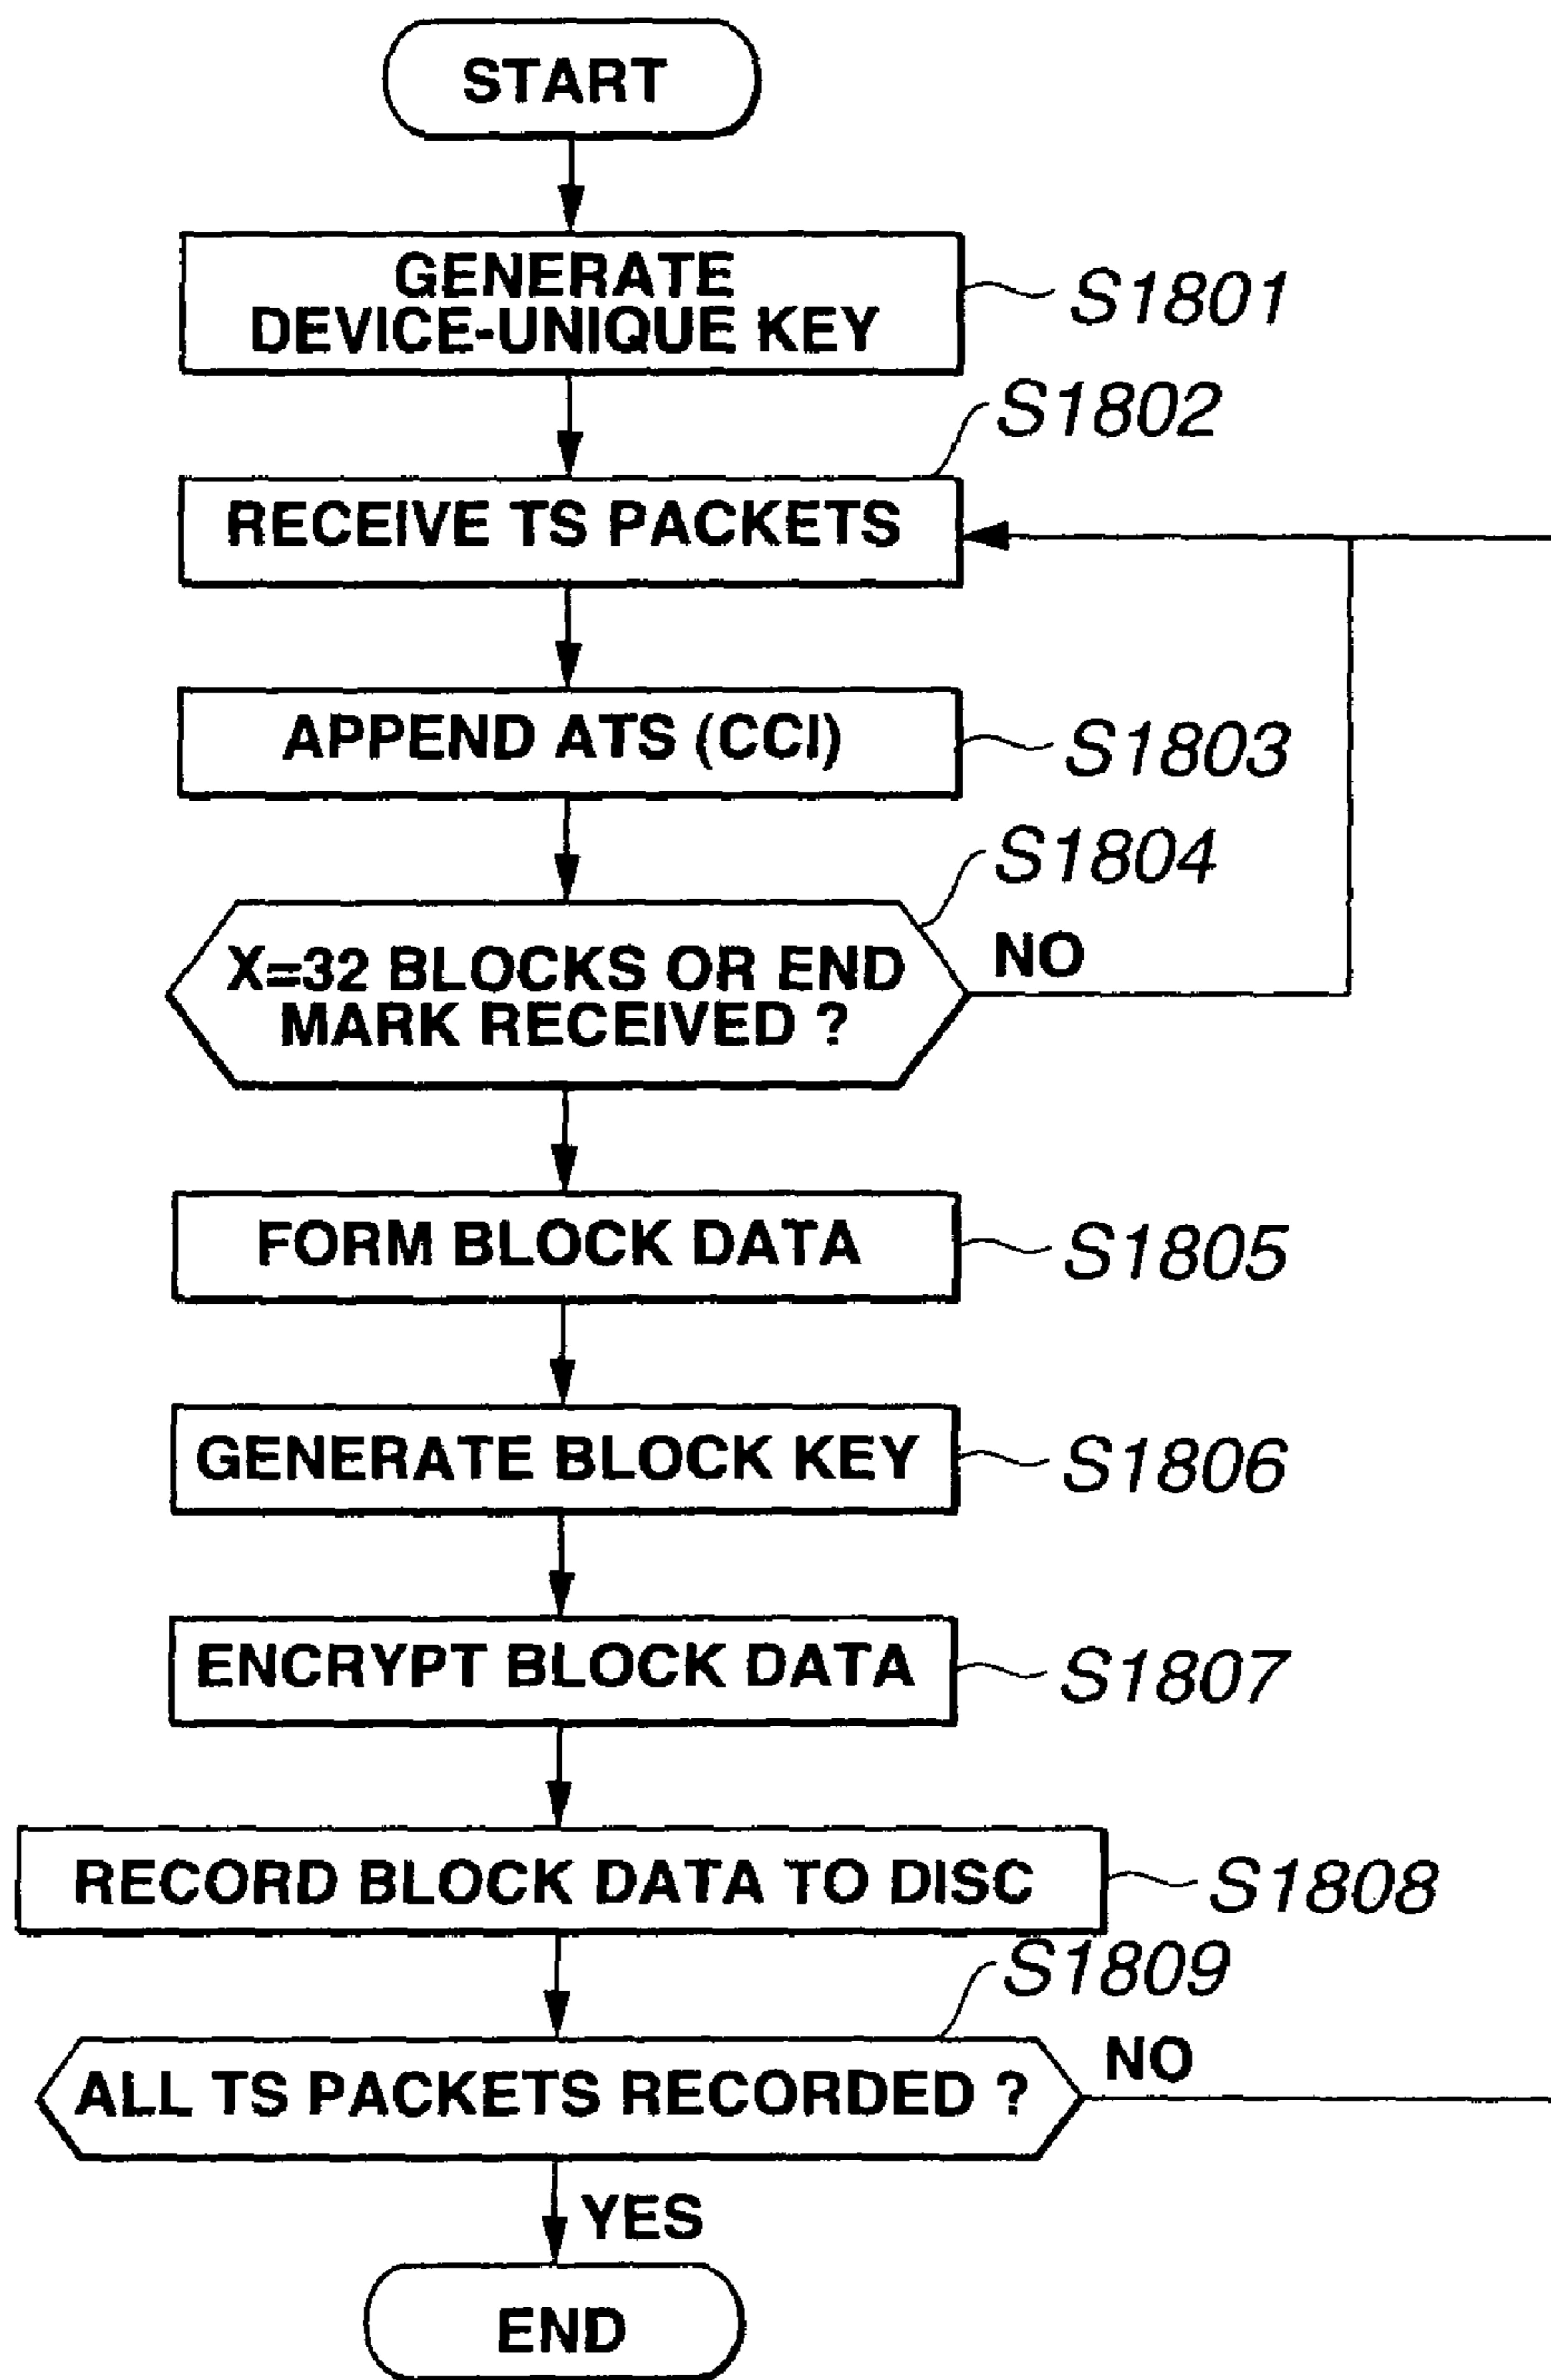 START
GENERATE
DEVICE-UNIQUE KEY
S1801
S1802
RECEIVE TS PACKETS
APPEND ATS (CCI)
S1803
S1804
X=32 BLOCKS OR END
MARK RECEIVED ?
NO
FORM BLOCK DATA
S1805
GENERATE BLOCK KEY
S1806
ENCRYPT BLOCK DATA
S1807
RECORD BLOCK DATA TO DISC
S1808
S1809
ALL TS PACKETS RECORDED ?
NO
YES
END